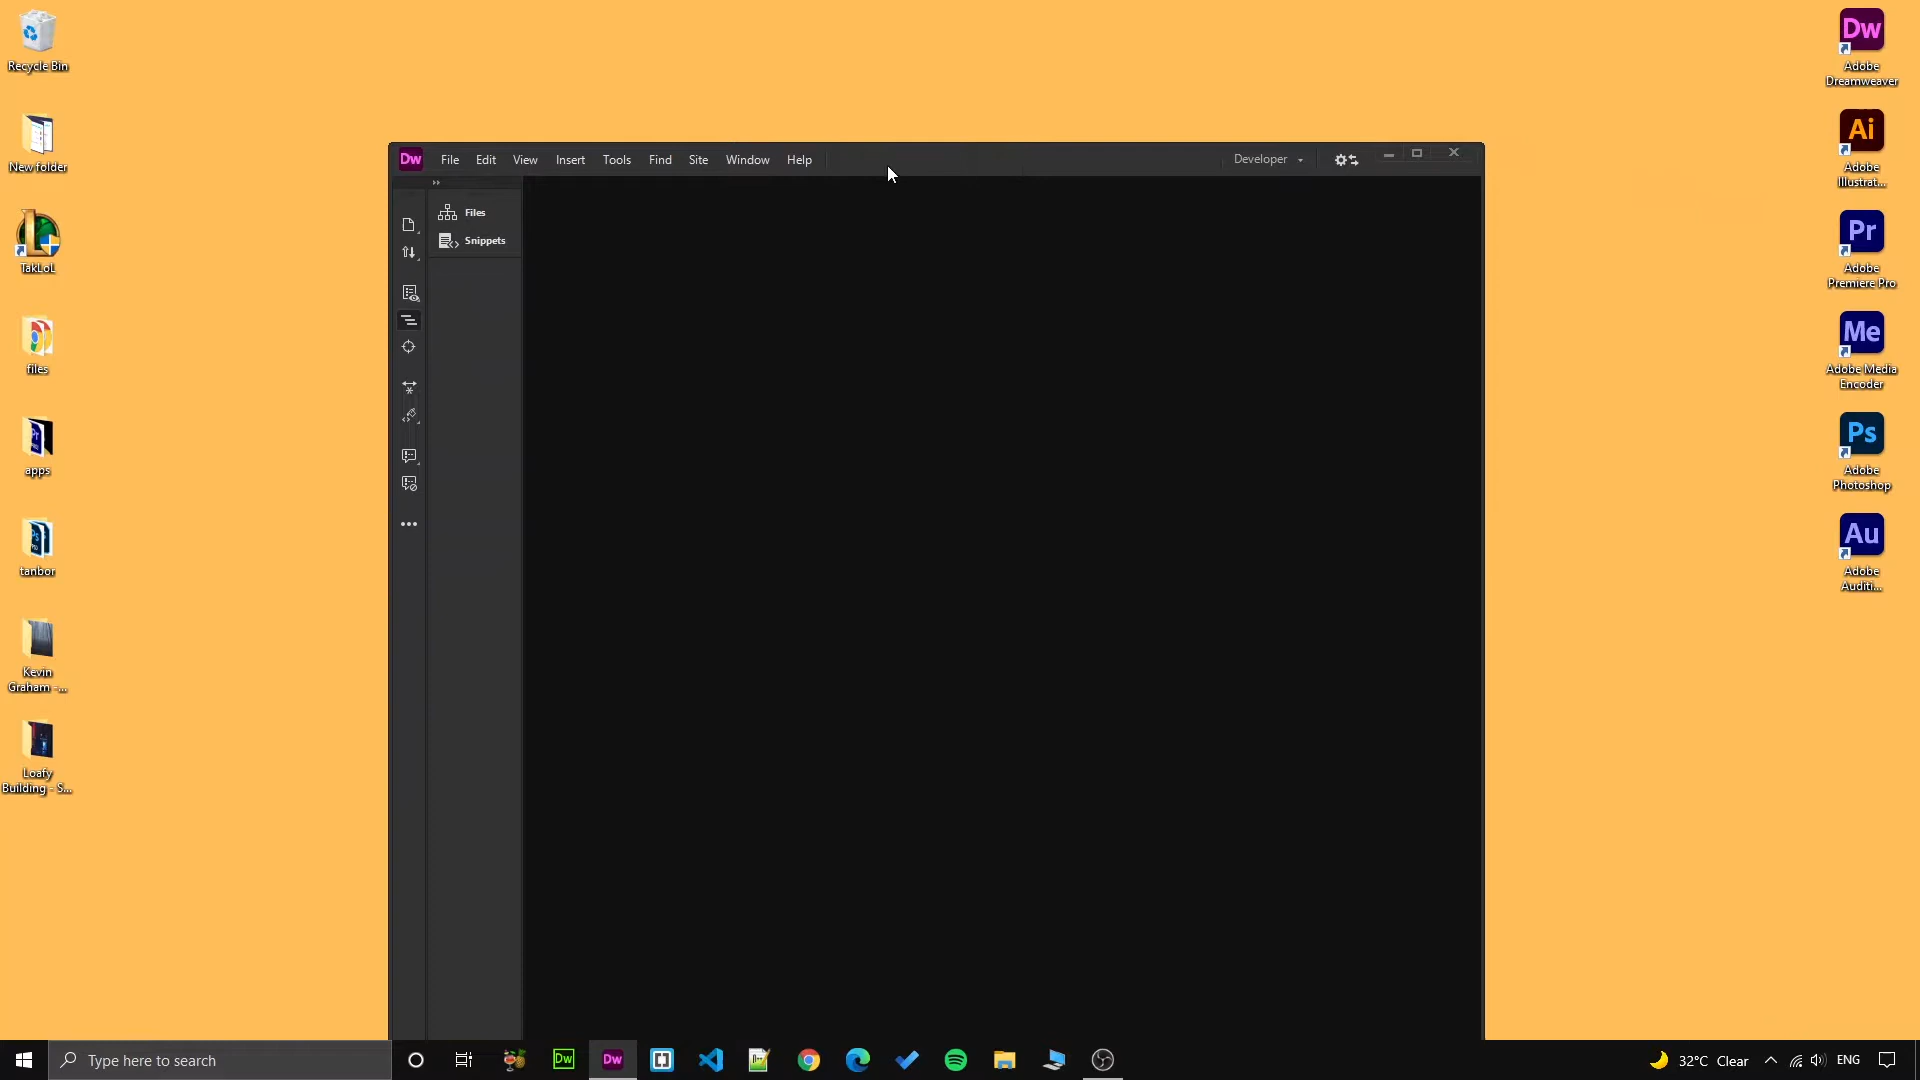 Recycle Bin
New folder
TakLoL
files
apps
tanbor
Kevin
Graham -...
Loafy
Building - S...
Dw
File Edit View Insert Tools Find Site Window Help
Developer
Files
Snippets
Dw
Adobe
Dreamweaver
Ai
Adobe
Illustrat...
Pr
Adobe
Premiere Pro
Me
Adobe Media
Encoder
Ps
Adobe
Photoshop
Au
Adobe
Auditi...
Type here to search
Dw
Dw
32°C Clear
ENG